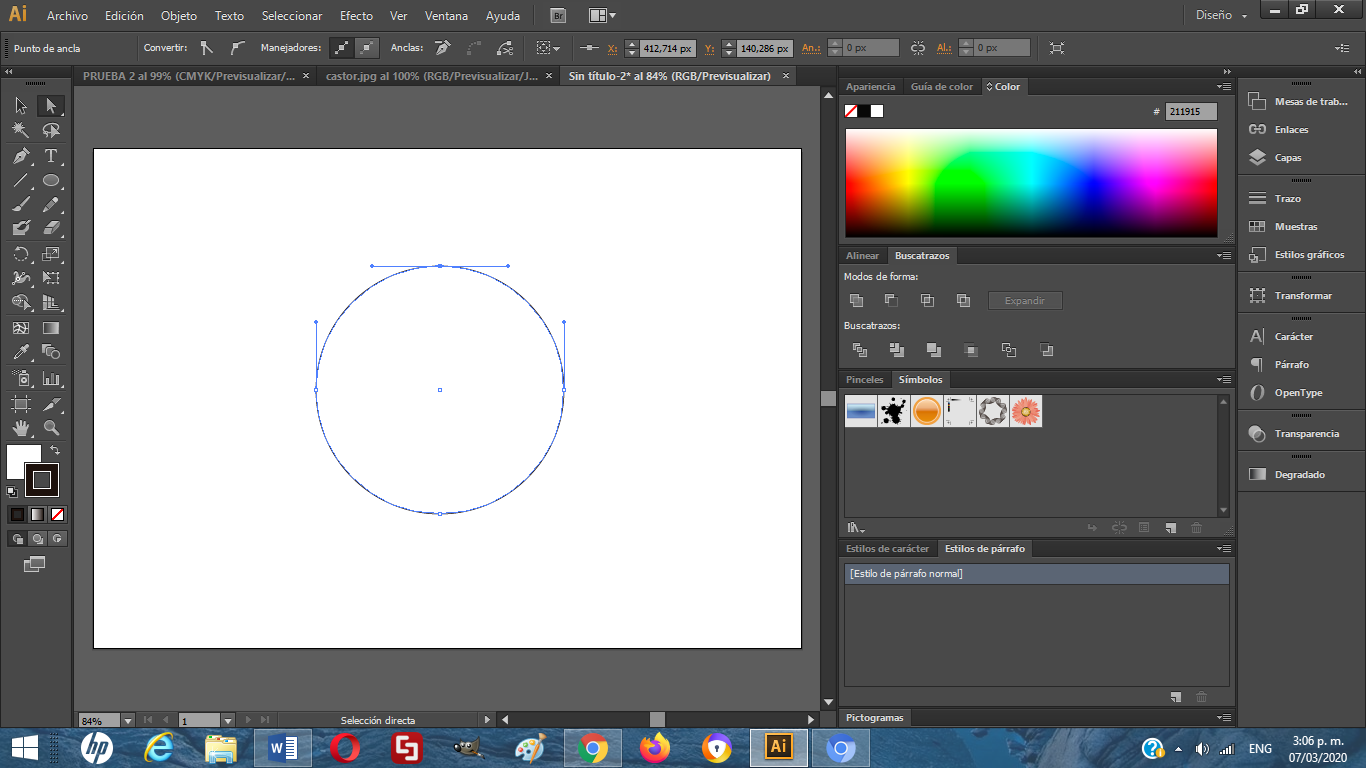 Ai Archivo Edición Objeto Texto Seleccionar Efecto Ver Ventana Ayuda Br Diseño
Punto de ancla Convertir: Manejadores: Anclas: X: 412,714 px Y: 140,286 px An.: 0 px Al.: 0 px
PRUEBA 2 al 99% (CMYK/Previsualizar/... × castor.jpg al 100% (RGB/Previsualizar/J... × Sin título-2* al 84% (RGB/Previsualizar) ×
Apariencia Guía de color Color
# 211915
Alinear Buscatrazos
Modos de forma:
Expandir
Buscatrazos:
Pinceles Símbolos
Estilos de carácter Estilos de párrafo
[Estilo de párrafo normal]
Pictogramas
Mesas de trab...
Enlaces
Capas
Trazo
Muestras
Estilos gráficos
Transformar
Carácter
Párrafo
OpenType
Transparencia
Degradado
84% 1 Selección directa
hp W Ai ENG 3:06 p. m.
07/03/2020